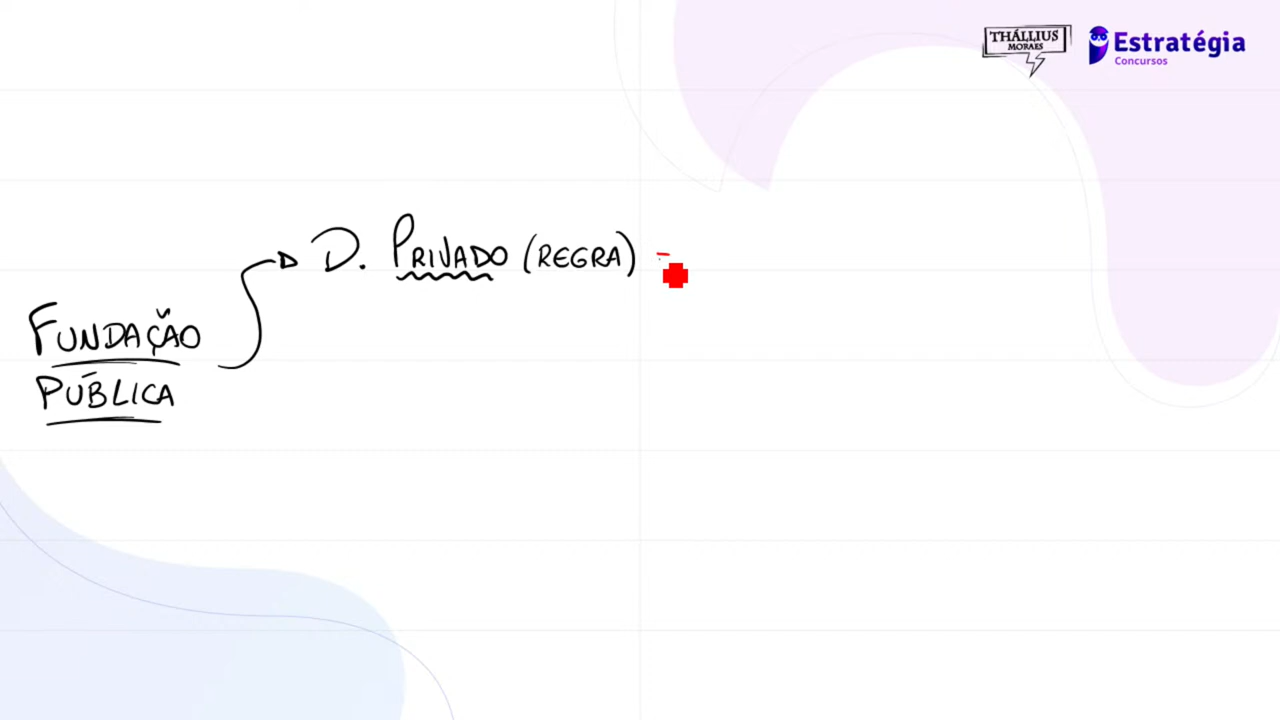 THÁLLIUS
MORAES
Estratégia
Concursos
D. PRIVADO (REGRA) =
FUNDAÇÃO
PÚBLICA